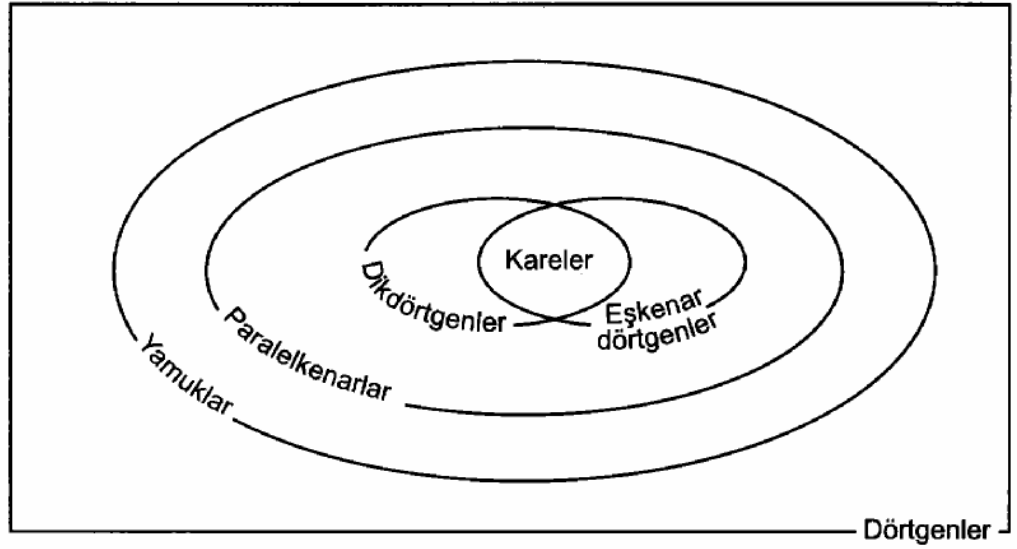 Kareler
Dikdörtgenler
Eşkenar
dörtgenler
Paralelkenarlar
Yamuklar
Dörtgenler